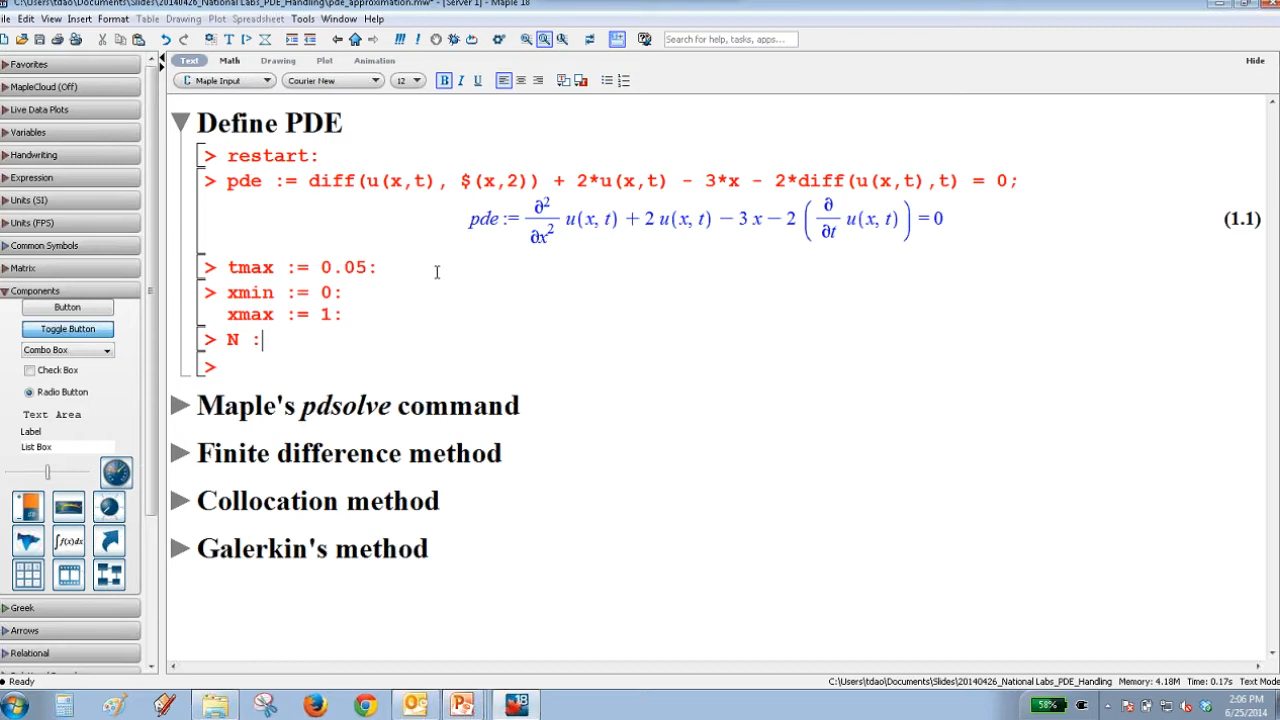 C:\Users\tdao\Documents\Slides\20140426_National Labs_PDE_Handling\pde_approximation.mw* - [Server 1] - Maple 18
File Edit View Insert Format Table Drawing Plot Spreadsheet Tools Window Help
Search for help, tasks, apps...
Favorites
MapleCloud (Off)
Live Data Plots
Variables
Handwriting
Expression
Units (SI)
Units (FPS)
Common Symbols
Matrix
Components
Button
Toggle Button
Combo Box
Check Box
Radio Button
Text Area
Label
List Box
∫f(x)dx
Greek
Arrows
Relational
Ready
Text Math Drawing Plot Animation Hide
Maple Input Courier New 12 B I U
Define PDE
> restart:
> pde := diff(u(x,t), $(x,2)) + 2*u(x,t) - 3*x - 2*diff(u(x,t),t) = 0;
pde := ∂²/∂x² u(x, t) + 2 u(x, t) − 3 x − 2 (∂/∂t u(x, t)) = 0 (1.1)
> tmax := 0.05:
> xmin := 0:
xmax := 1:
> N :
>
Maple's pdsolve command
Finite difference method
Collocation method
Galerkin's method
C:\Users\tdao\Documents\Slides\20140426_National Labs_PDE_Handling Memory: 4.18M Time: 0.17s Text Mode
58% 2:06 PM
6/25/2014